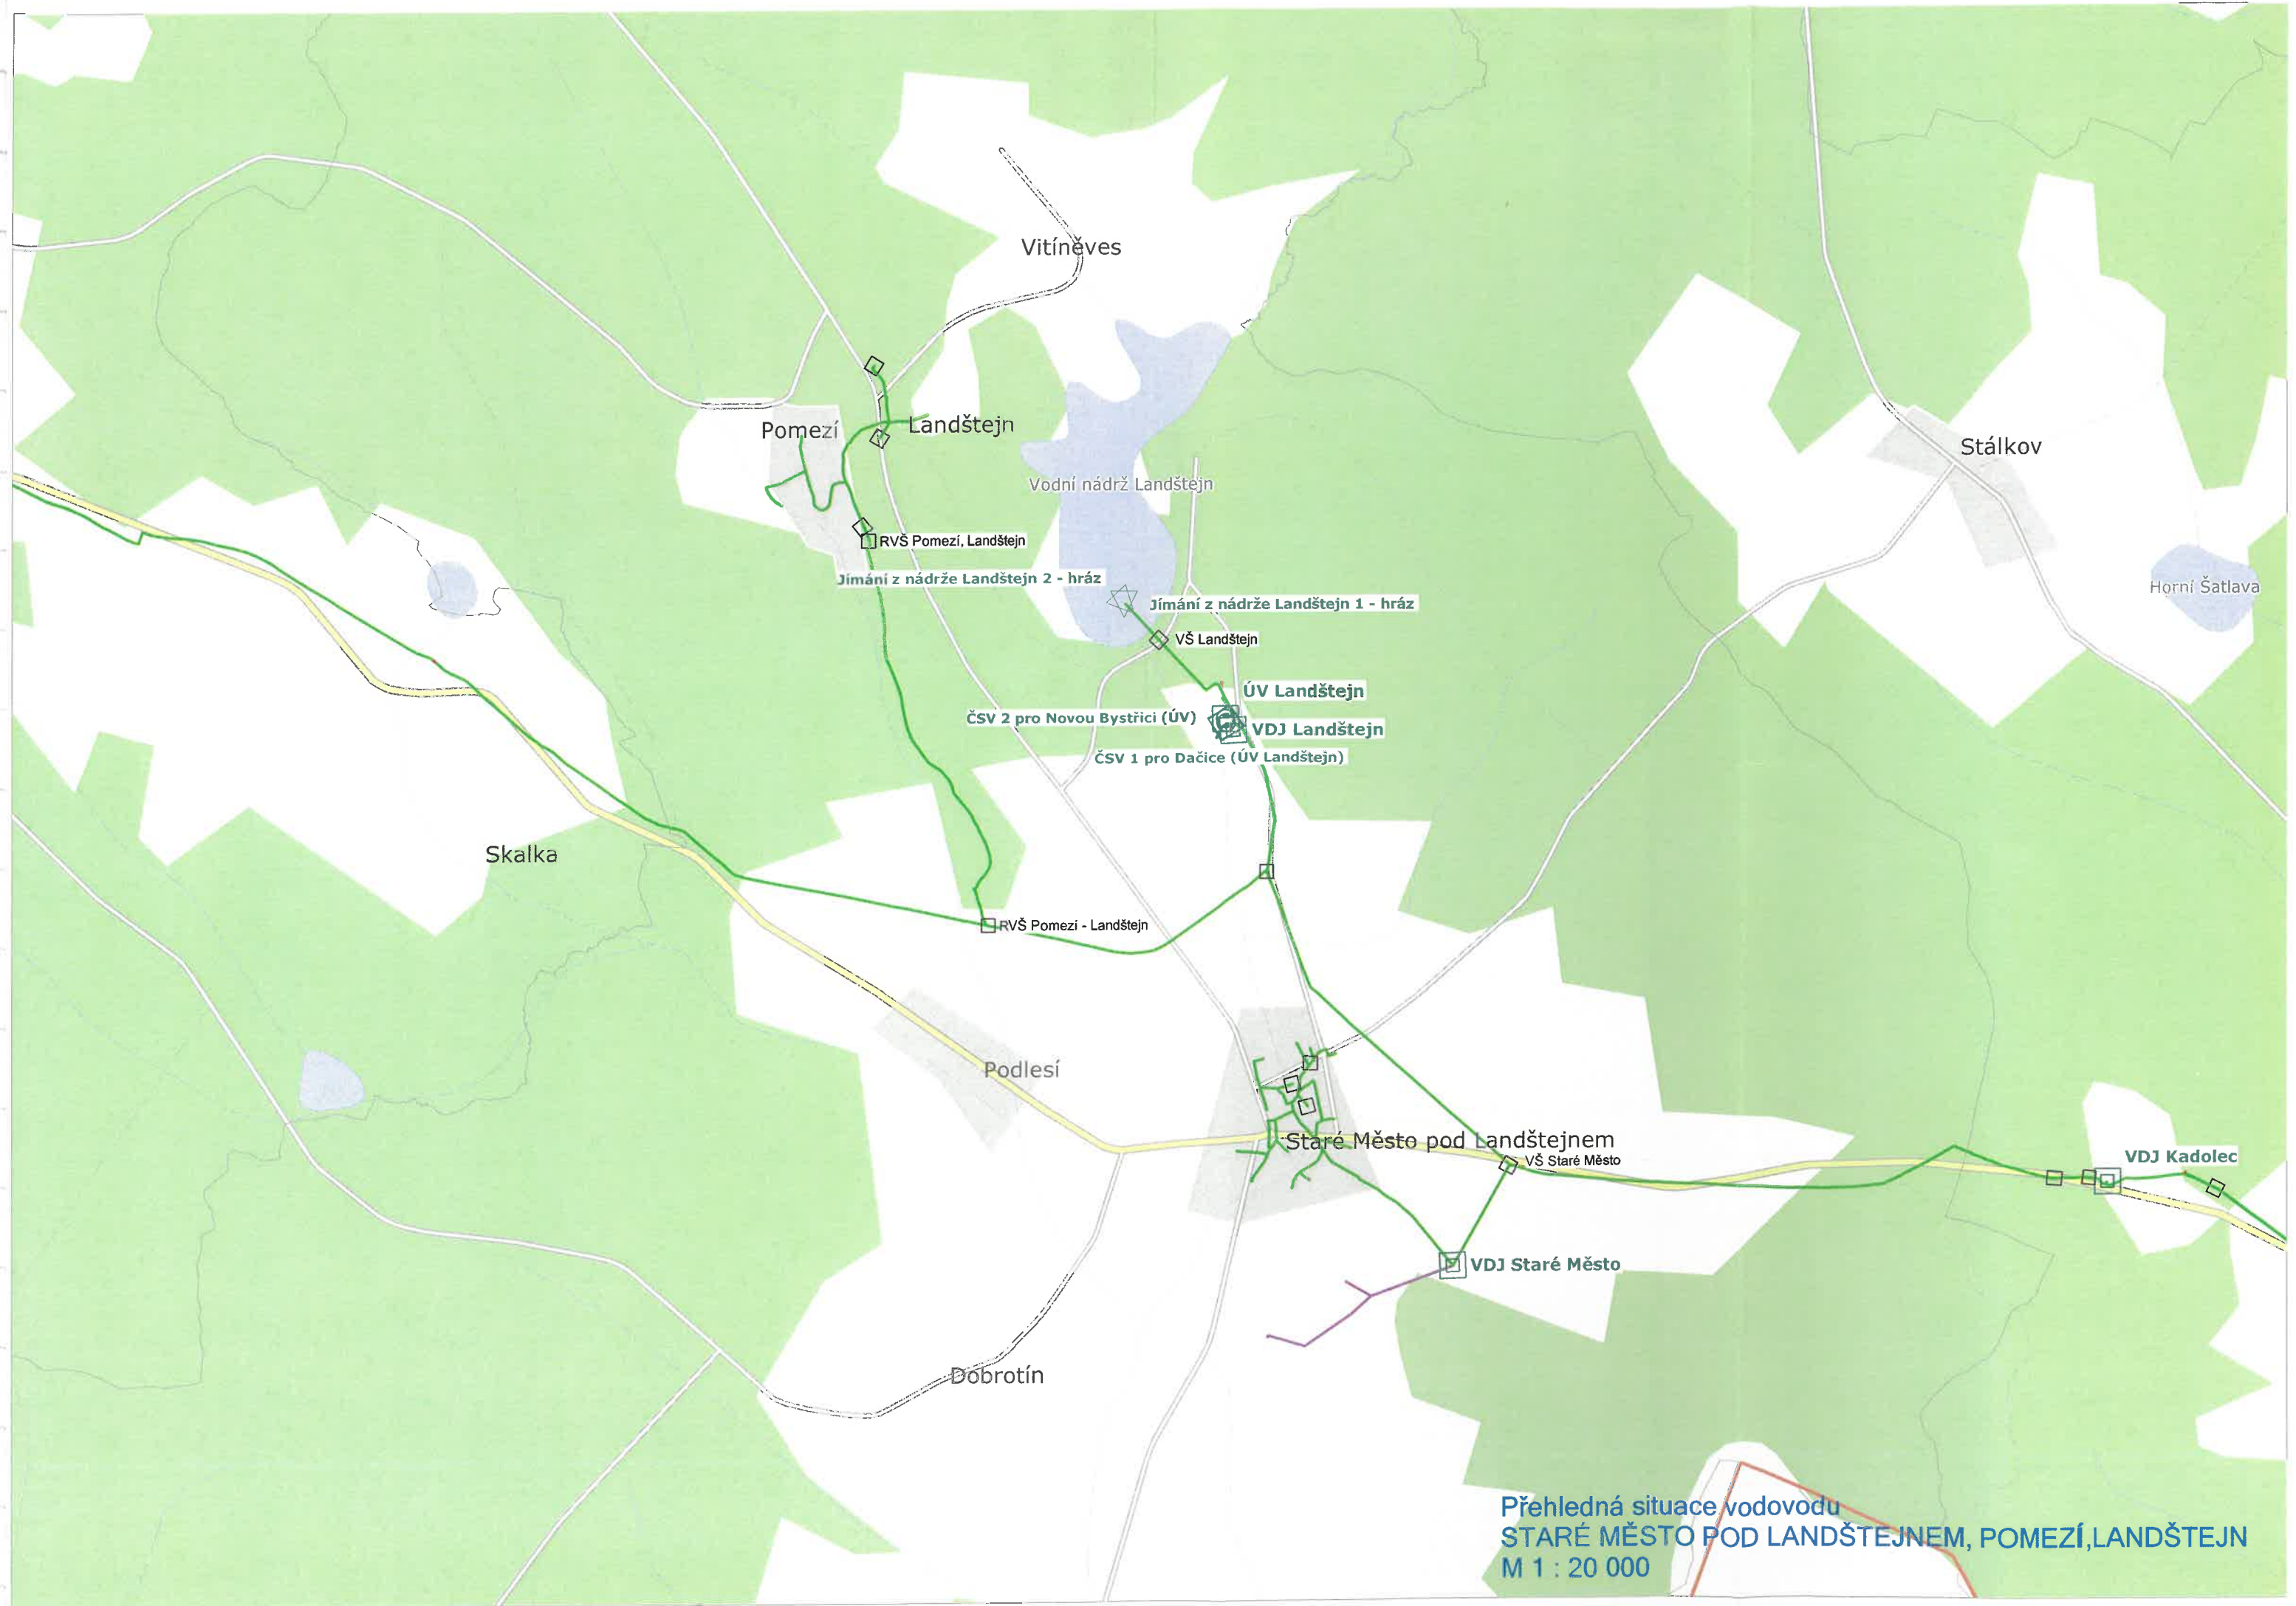 Vitíněves
Pomezí
Landštejn
Stálkov
Vodní nádrž Landštejn
RVŠ Pomezí, Landštejn
Jímání z nádrže Landštejn 2 - hráz
Horní Šatlava
Jímání z nádrže Landštejn 1 - hráz
VŠ Landštejn
ÚV Landštejn
ČSV 2 pro Novou Bystřici (ÚV)
VDJ Landštejn
ČSV 1 pro Dačice (ÚV Landštejn)
Skalka
RVŠ Pomezí - Landštejn
Podlesí
Staré Město pod Landštejnem
VŠ Staré Město
VDJ Kadolec
VDJ Staré Město
Dobrotín
Přehledná situace vodovodu
STARÉ MĚSTO POD LANDŠTEJNEM, POMEZÍ,LANDŠTEJN
M 1 : 20 000